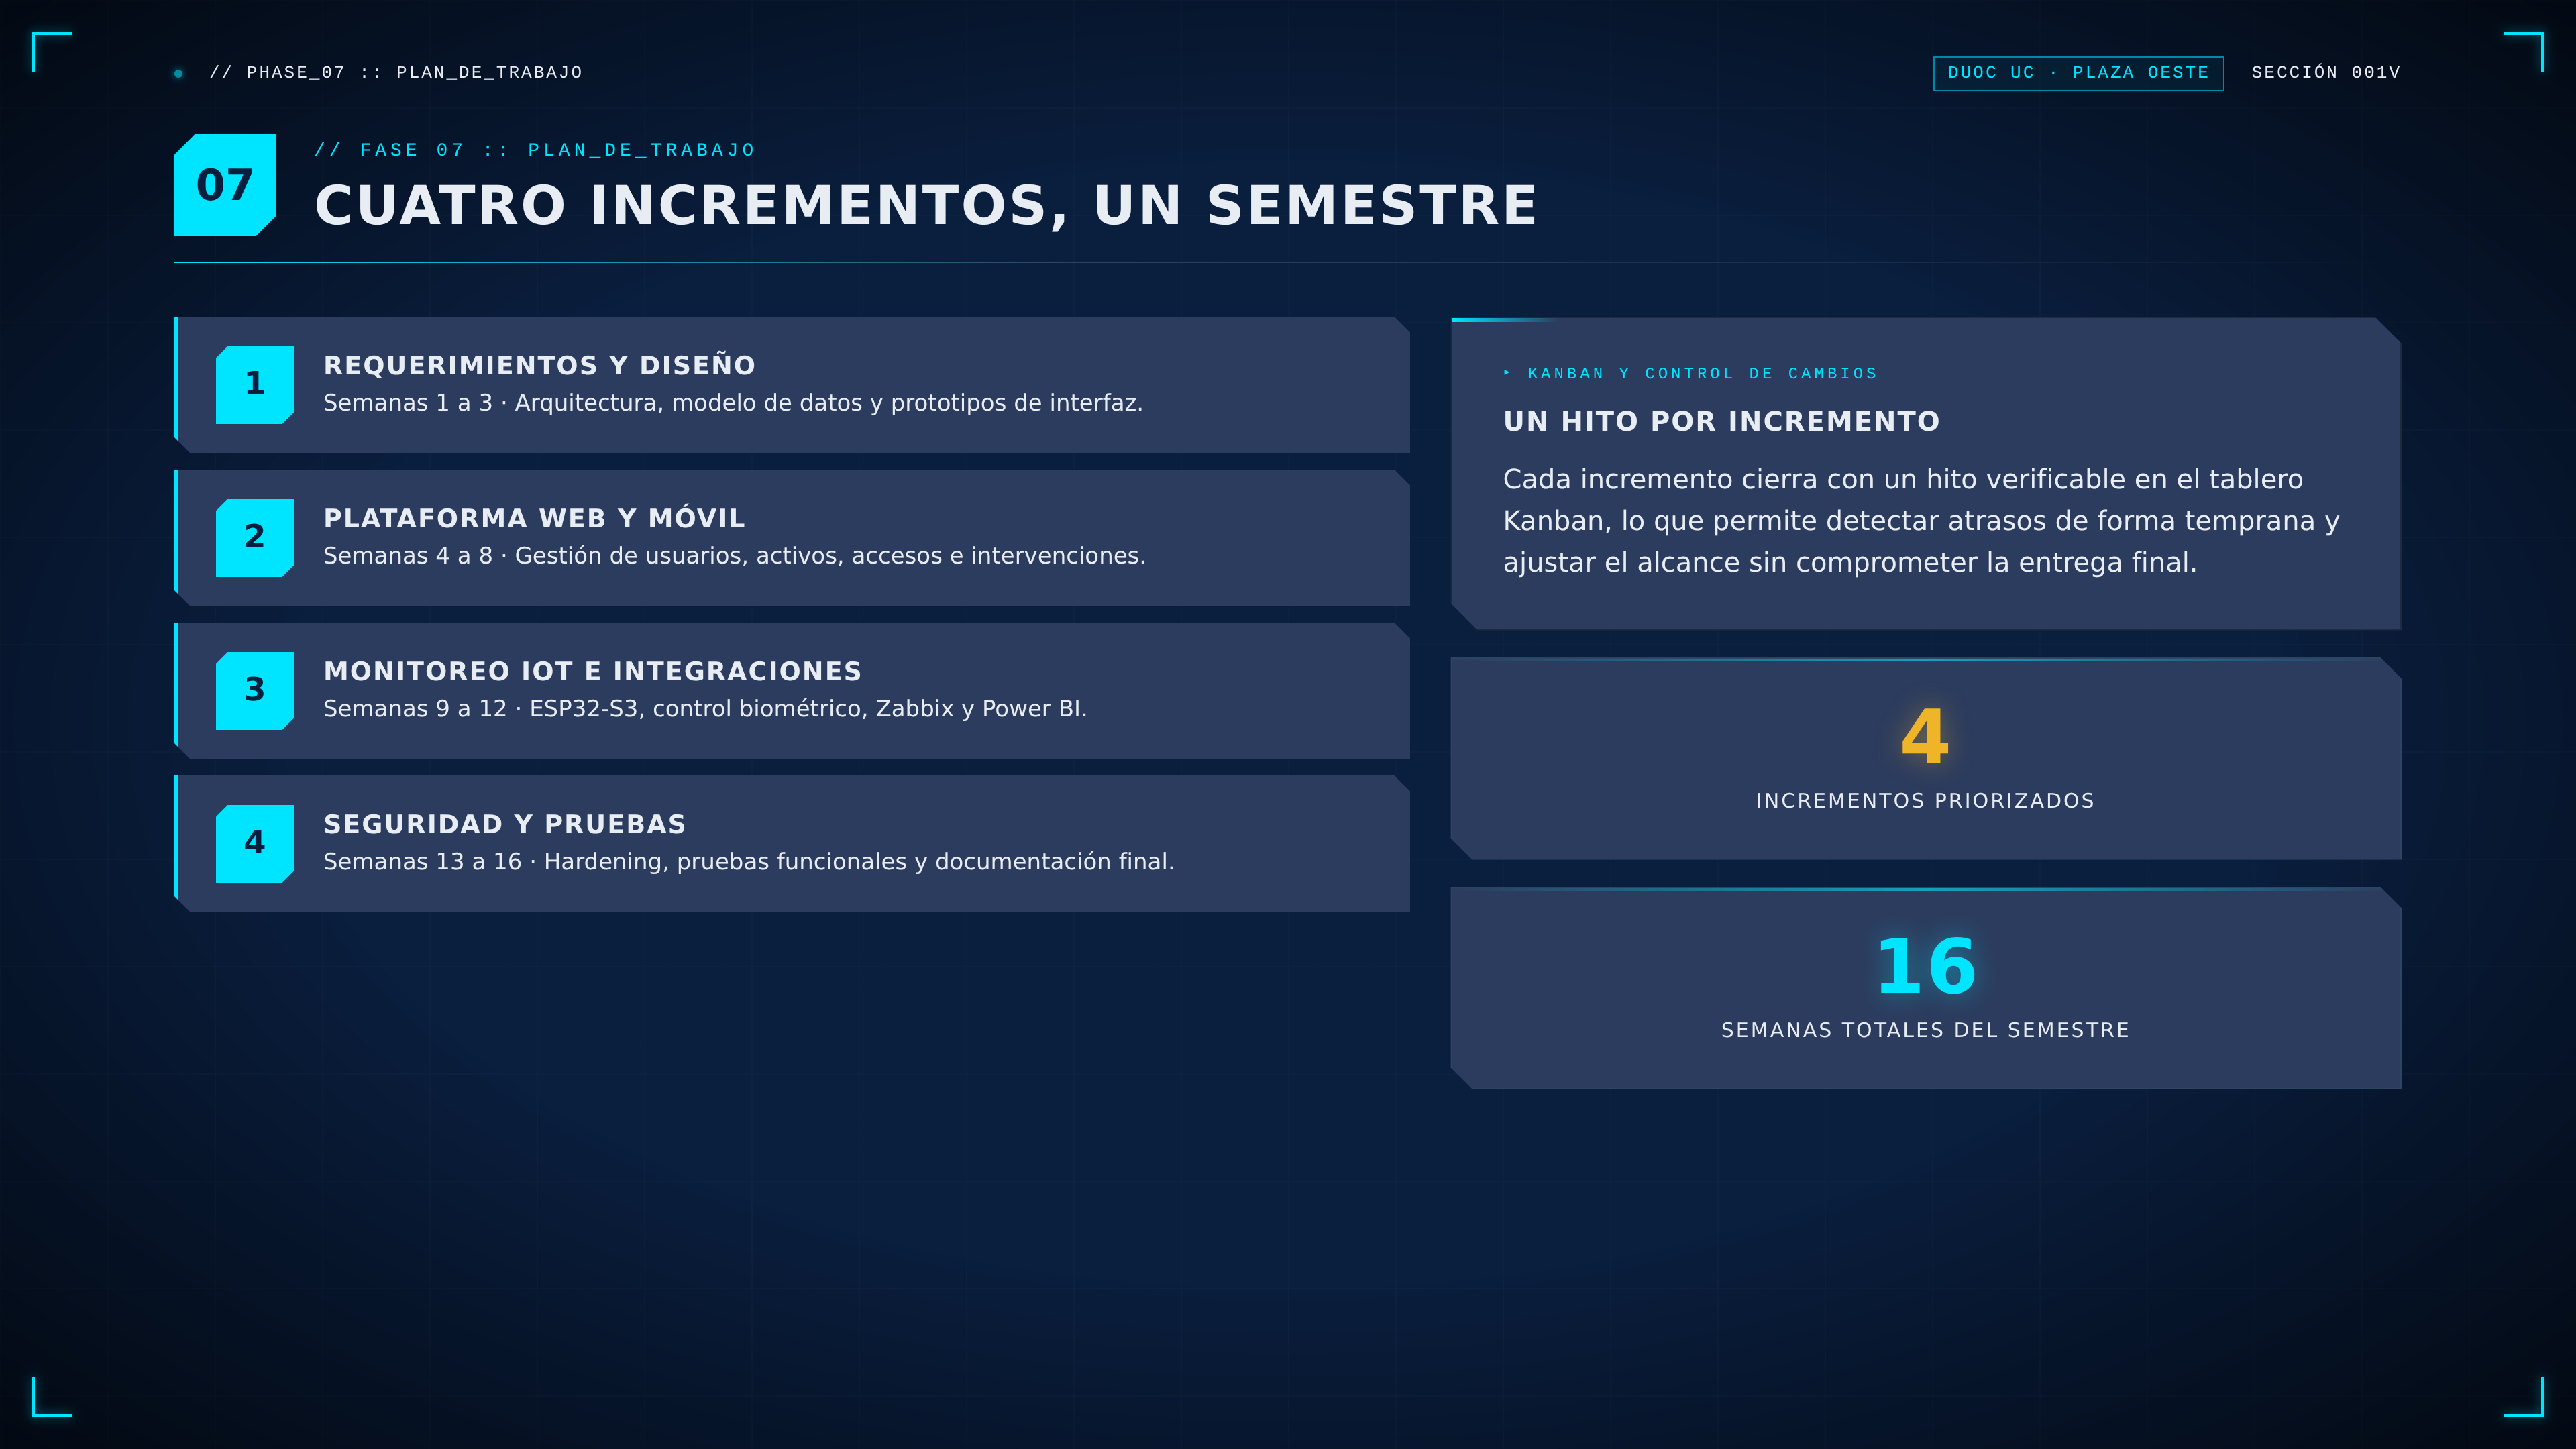 // PHASE_07 :: PLAN_DE_TRABAJO
DUOC UC · PLAZA OESTE
SECCIÓN 001V
07
// FASE 07 :: PLAN_DE_TRABAJO
CUATRO INCREMENTOS, UN SEMESTRE
1
REQUERIMIENTOS Y DISEÑO
Semanas 1 a 3 · Arquitectura, modelo de datos y prototipos de interfaz.
2
PLATAFORMA WEB Y MÓVIL
Semanas 4 a 8 · Gestión de usuarios, activos, accesos e intervenciones.
3
MONITOREO IOT E INTEGRACIONES
Semanas 9 a 12 · ESP32-S3, control biométrico, Zabbix y Power BI.
4
SEGURIDAD Y PRUEBAS
Semanas 13 a 16 · Hardening, pruebas funcionales y documentación final.
‣ KANBAN Y CONTROL DE CAMBIOS
UN HITO POR INCREMENTO
Cada incremento cierra con un hito verificable en el tablero
Kanban, lo que permite detectar atrasos de forma temprana y
ajustar el alcance sin comprometer la entrega final.
4
INCREMENTOS PRIORIZADOS
16
SEMANAS TOTALES DEL SEMESTRE